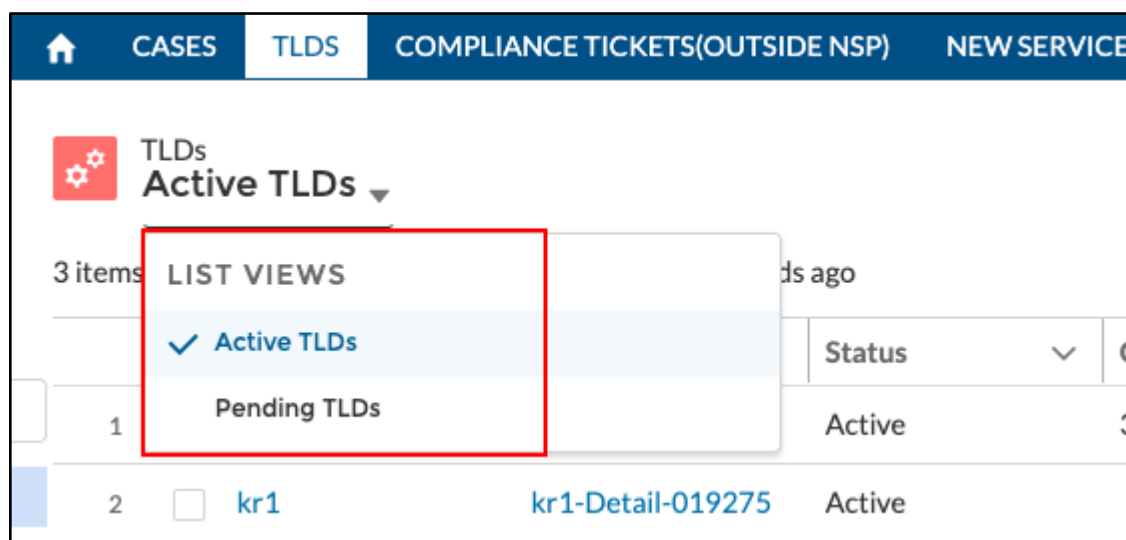 CASES TLDS COMPLIANCE TICKETS(OUTSIDE NSP) NEW SERVICE
TLDs
Active TLDs
3 items ago
LIST VIEWS
Active TLDs
Pending TLDs
Status
1 Active
2 kr1 kr1-Detail-019275 Active